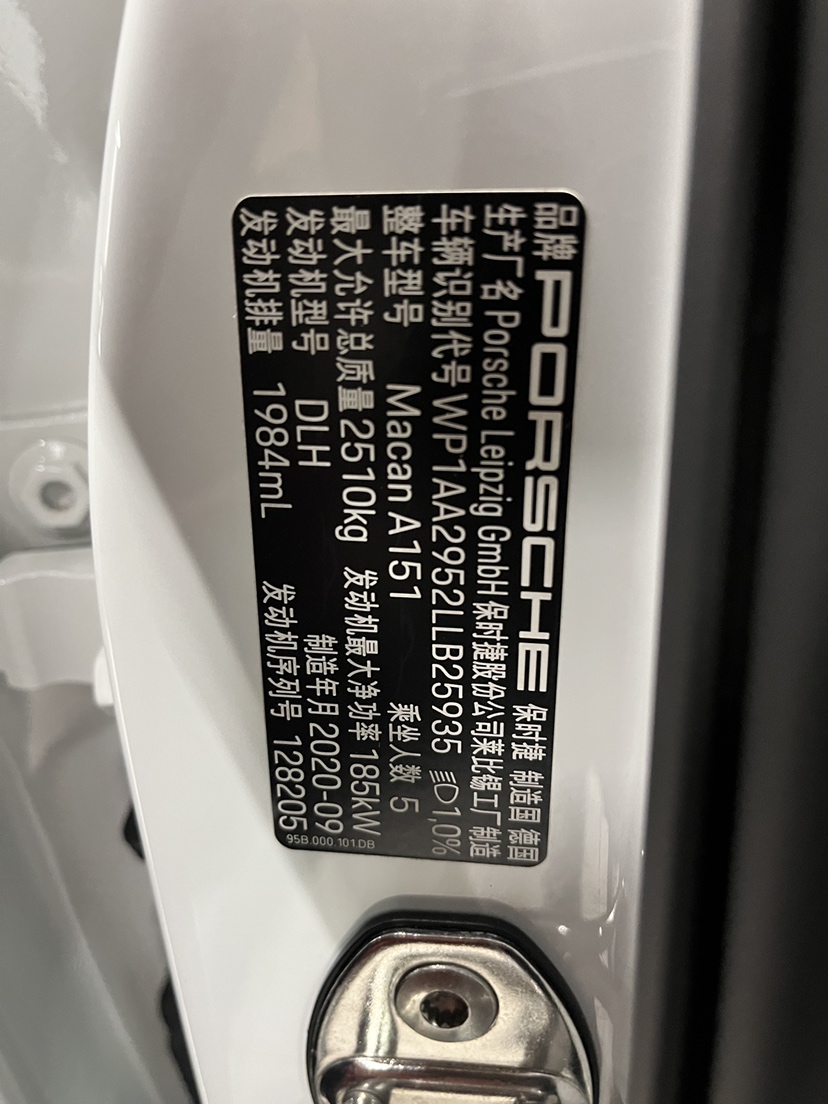 品牌 PORSCHE 保时捷 制造国 德国
生产厂名 Porsche Leipzig GmbH 保时捷股份公司莱比锡工厂制造
车辆识别代号 WP1AA2952LLB25935 1,0%
整车型号 Macan A151 乘坐人数 5
最大允许总质量 2510kg 发动机最大净功率 185kW
发动机型号 DLH 制造年月 2020-09
发动机排量 1984mL 发动机序列号 128205
95B.000.101.DB